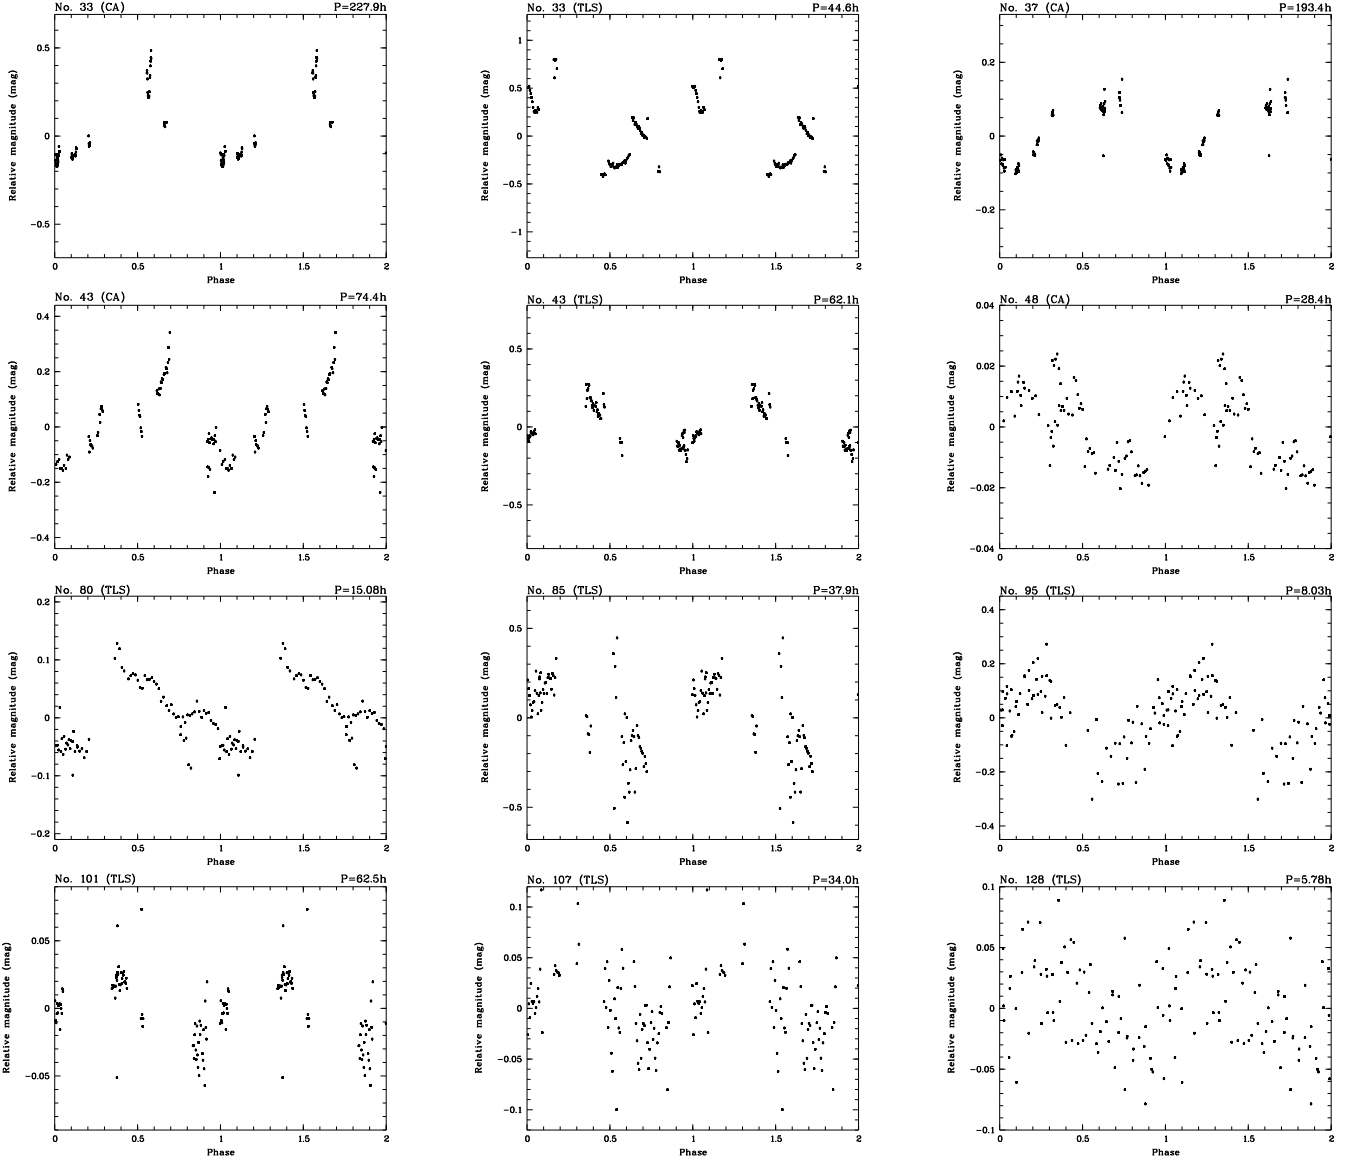 No. 33 (CA) P=227.9h
Relative magnitude (mag)
0.5
0
−0.5
0 0.5 1 1.5 2
Phase
No. 33 (TLS) P=44.6h
Relative magnitude (mag)
1
0.5
0
−0.5
−1
0 0.5 1 1.5 2
Phase
No. 37 (CA) P=193.4h
Relative magnitude (mag)
0.2
0
−0.2
0 0.5 1 1.5 2
Phase
No. 43 (CA) P=74.4h
Relative magnitude (mag)
0.4
0.2
0
−0.2
−0.4
0 0.5 1 1.5 2
Phase
No. 43 (TLS) P=62.1h
Relative magnitude (mag)
0.5
0
−0.5
0 0.5 1 1.5 2
Phase
No. 48 (CA) P=28.4h
Relative magnitude (mag)
0.04
0.02
0
−0.02
−0.04
0 0.5 1 1.5 2
Phase
No. 80 (TLS) P=15.08h
Relative magnitude (mag)
0.2
0.1
0
−0.1
−0.2
0 0.5 1 1.5 2
Phase
No. 85 (TLS) P=37.9h
Relative magnitude (mag)
0.5
0
−0.5
0 0.5 1 1.5 2
Phase
No. 95 (TLS) P=8.03h
Relative magnitude (mag)
0.4
0.2
0
−0.2
−0.4
0 0.5 1 1.5 2
Phase
No. 101 (TLS) P=62.5h
Relative magnitude (mag)
0.05
0
−0.05
0 0.5 1 1.5 2
Phase
No. 107 (TLS) P=34.0h
Relative magnitude (mag)
0.1
0.05
0
−0.05
−0.1
0 0.5 1 1.5 2
Phase
No. 128 (TLS) P=5.78h
Relative magnitude (mag)
0.1
0.05
0
−0.05
−0.1
0 0.5 1 1.5 2
Phase